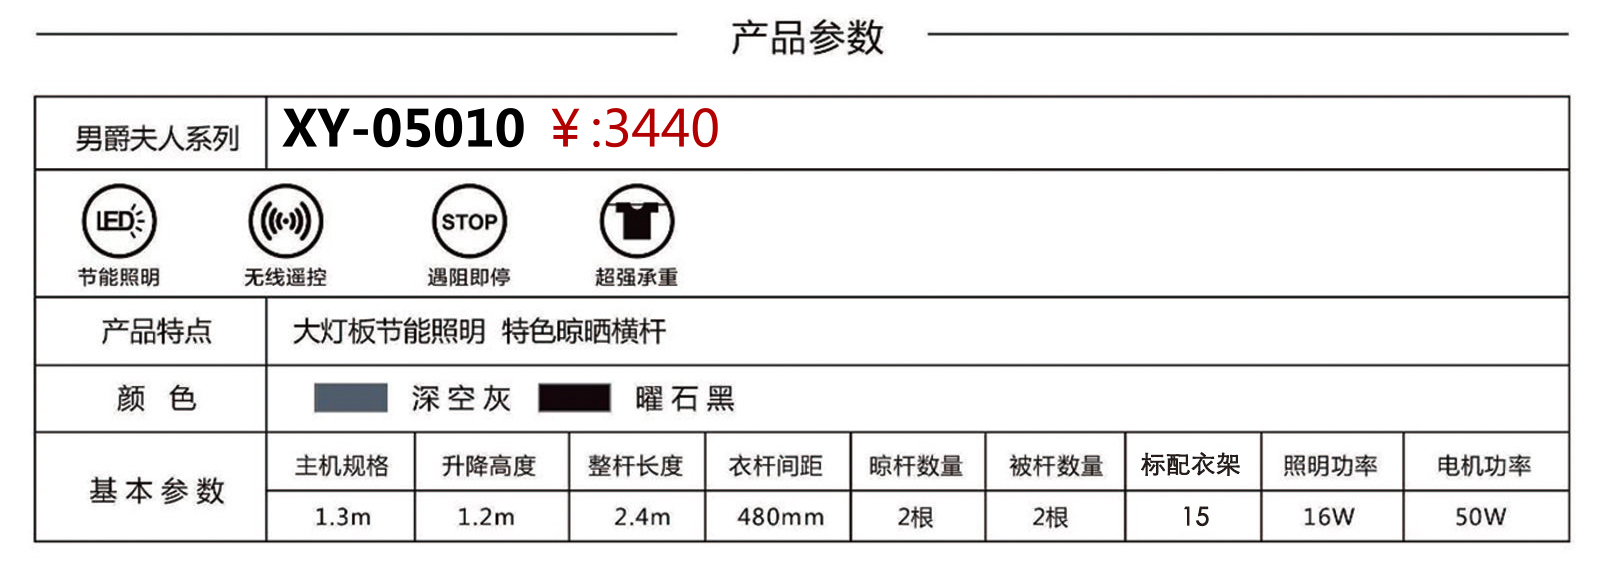 产品参数
男爵夫人系列 XY-05010 ￥:3440
LED STOP
节能照明 无线遥控 遇阻即停 超强承重
产品特点 大灯板节能照明 特色晾晒横杆
颜 色 深空灰 曜石黑
基本参数
主机规格 升降高度 整杆长度 衣杆间距 晾杆数量 被杆数量 标配衣架 照明功率 电机功率
1.3m 1.2m 2.4m 480mm 2根 2根 15 16W 50W